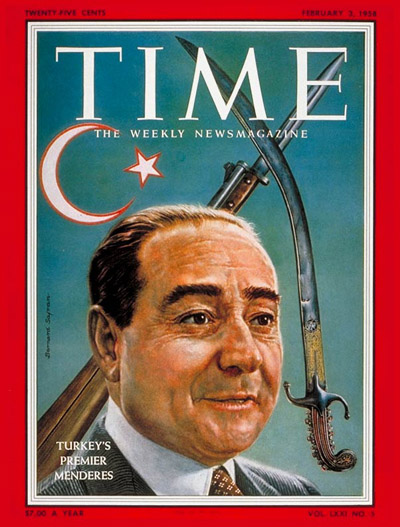 TWENTY-FIVE CENTS FEBRUARY 3, 1958
TIME
THE WEEKLY NEWSMAGAZINE
TURKEY'S
PREMIER
MENDERES
$7.00 A YEAR VOL. LXXI NO. 5